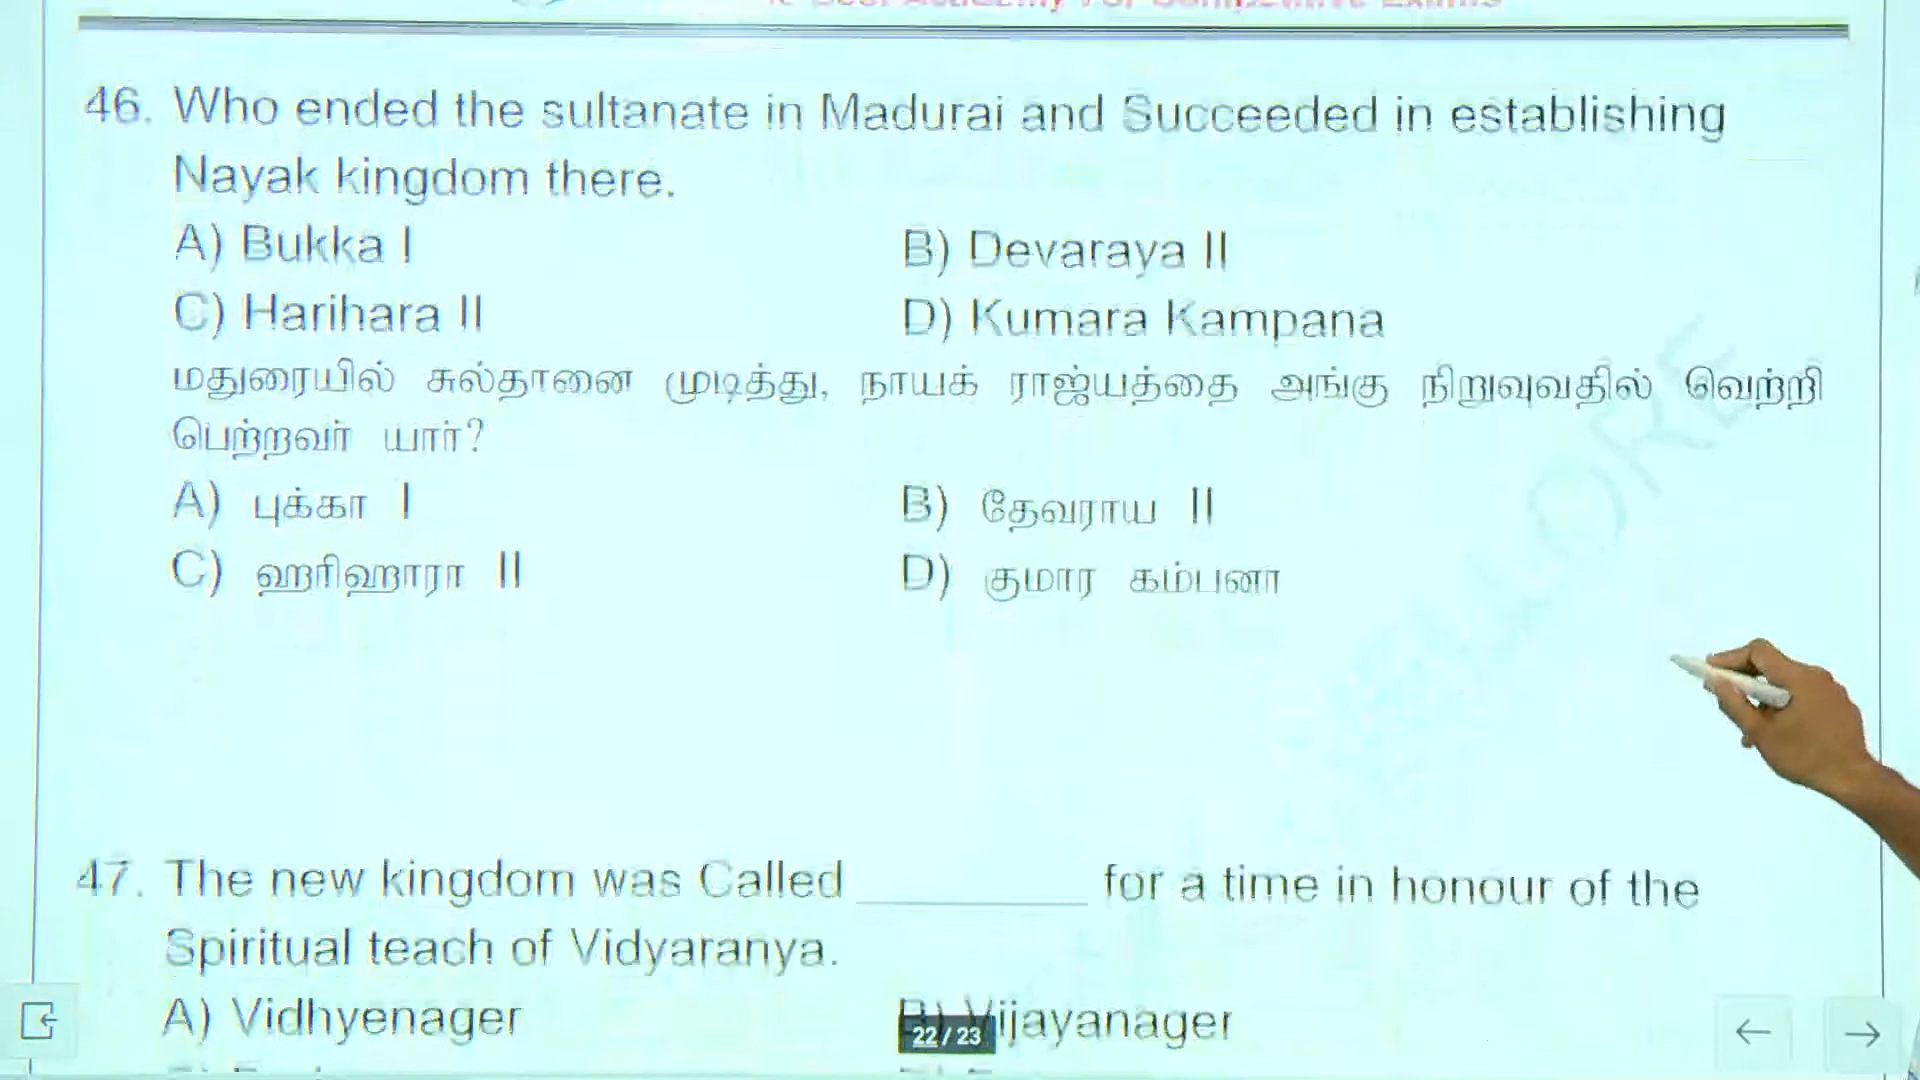 46. Who ended the sultanate in Madurai and Succeeded in establishing
Nayak kingdom there.
A) Bukka I
B) Devaraya II
C) Harihara II
D) Kumara Kampana
மதுரையில் சுல்தானை முடித்து, நாயக் ராஜ்யத்தை அங்கு நிறுவுவதில் வெற்றி
பெற்றவர் யார்?
A) புக்கா I
B) தேவராய II
C) ஹரிஹாரா II
D) குமார கம்பனா
47. The new kingdom was Called __________ for a time in honour of the
Spiritual teach of Vidyaranya.
A) Vidhyenager
B) Vijayanager
22 / 23